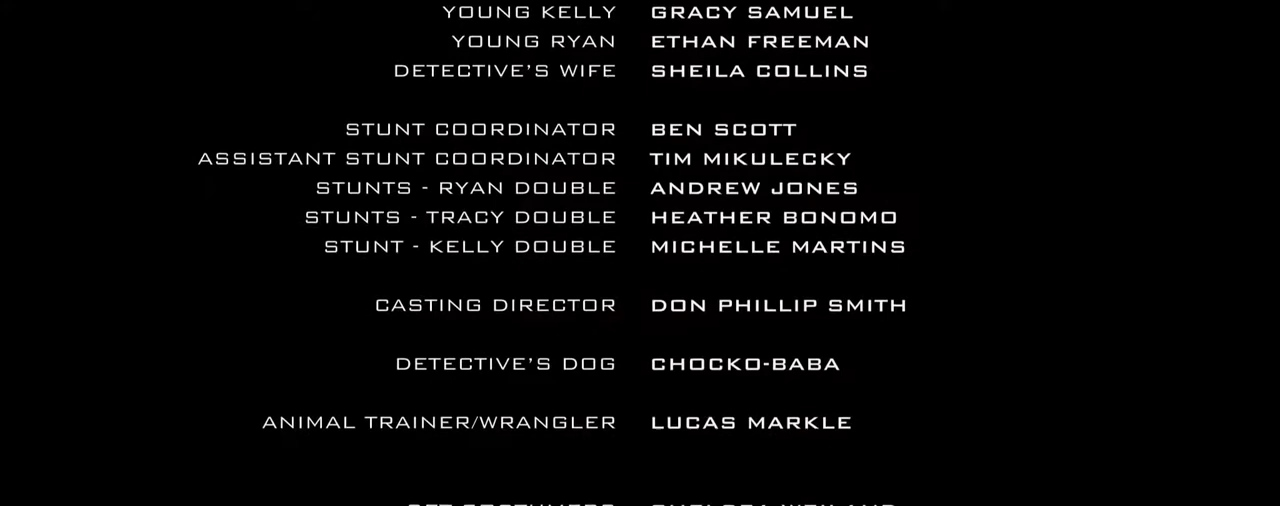 YOUNG KELLY GRACY SAMUEL
YOUNG RYAN ETHAN FREEMAN
DETECTIVE'S WIFE SHEILA COLLINS
STUNT COORDINATOR BEN SCOTT
ASSISTANT STUNT COORDINATOR TIM MIKULECKY
STUNTS - RYAN DOUBLE ANDREW JONES
STUNTS - TRACY DOUBLE HEATHER BONOMO
STUNT - KELLY DOUBLE MICHELLE MARTINS
CASTING DIRECTOR DON PHILLIP SMITH
DETECTIVE'S DOG CHOCKO-BABA
ANIMAL TRAINER/WRANGLER LUCAS MARKLE